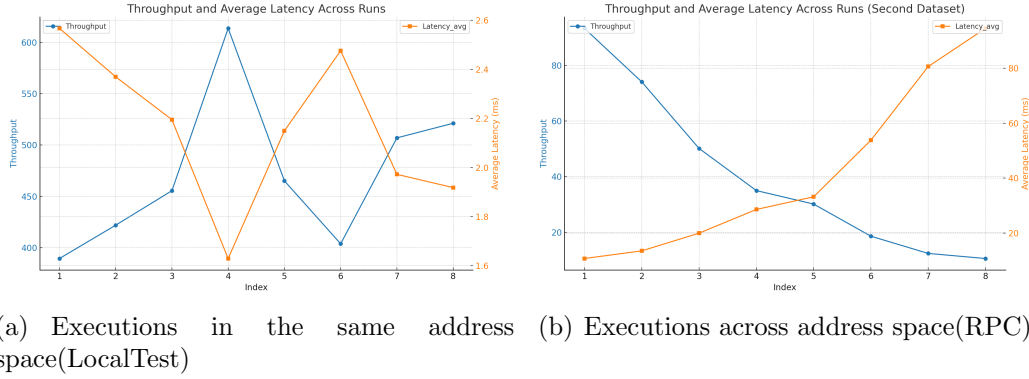 Throughput and Average Latency Across Runs
Throughput
Latency_avg
600
550
500
450
400
2.6
2.4
2.2
2.0
1.8
1.6
Throughput
Average Latency (ms)
1 2 3 4 5 6 7 8
Index
Throughput and Average Latency Across Runs (Second Dataset)
Throughput
Latency_avg
80
60
40
20
80
60
40
20
Throughput
Average Latency (ms)
1 2 3 4 5 6 7 8
Index
(a) Executions in the same address
space(LocalTest)
(b) Executions across address space(RPC)